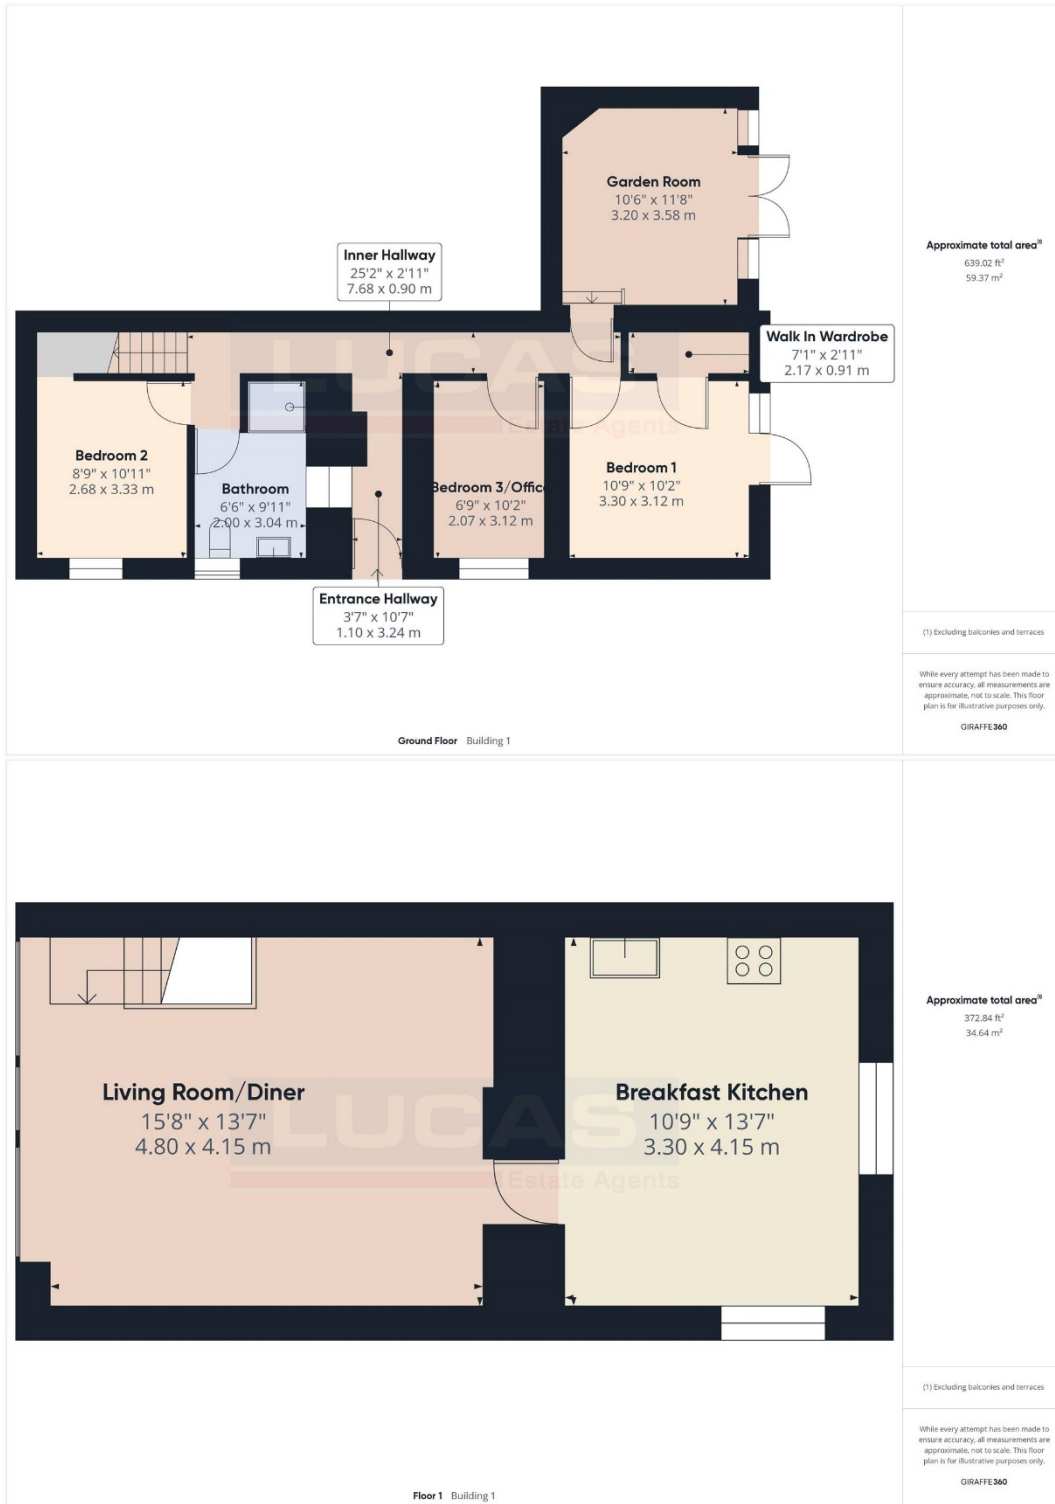 Garden Room
10'6" x 11'8"
3.20 x 3.58 m
Inner Hallway
25'2" x 2'11"
7.68 x 0.90 m
Walk In Wardrobe
7'1" x 2'11"
2.17 x 0.91 m
LUCAS
Estate Agents
Bedroom 2
8'9" x 10'11"
2.68 x 3.33 m
Bathroom
6'6" x 9'11"
2.00 x 3.04 m
Bedroom 3/Office
6'9" x 10'2"
2.07 x 3.12 m
Bedroom 1
10'9" x 10'2"
3.30 x 3.12 m
Entrance Hallway
3'7" x 10'7"
1.10 x 3.24 m
Ground Floor Building 1
Approximate total area(1)
639.02 ft²
59.37 m²
(1) Excluding balconies and terraces
While every attempt has been made to
ensure accuracy, all measurements are
approximate, not to scale. This floor
plan is for illustrative purposes only.
GIRAFFE360
Living Room/Diner
15'8" x 13'7"
4.80 x 4.15 m
Breakfast Kitchen
10'9" x 13'7"
3.30 x 4.15 m
LUCAS
Estate Agents
Floor 1 Building 1
Approximate total area(1)
372.84 ft²
34.64 m²
(1) Excluding balconies and terraces
While every attempt has been made to
ensure accuracy, all measurements are
approximate, not to scale. This floor
plan is for illustrative purposes only.
GIRAFFE360